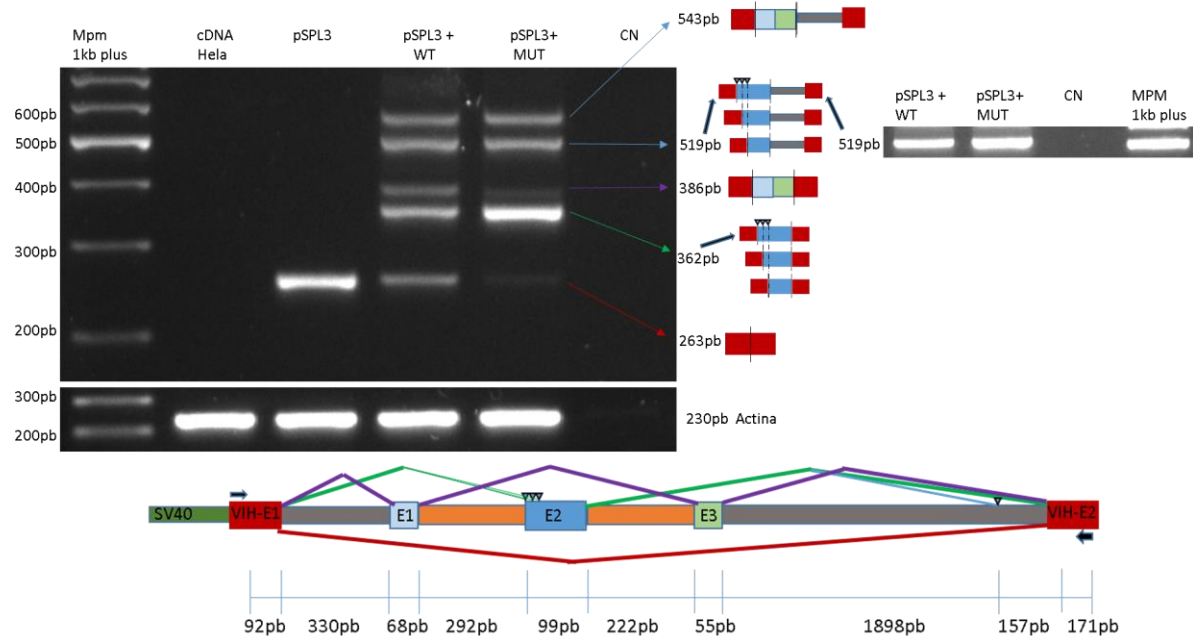 Mpm
1kb plus
cDNA
Hela
pSPL3
pSPL3 +
WT
pSPL3+
MUT
CN
600pb
500pb
400pb
300pb
200pb
300pb
200pb
543pb
519pb
519pb
386pb
362pb
263pb
230pb Actina
pSPL3 +
WT
pSPL3+
MUT
CN
MPM
1kb plus
SV40
VIH-E1
E1
E2
E3
VIH-E2
92pb
330pb
68pb
292pb
99pb
222pb
55pb
1898pb
157pb
171pb